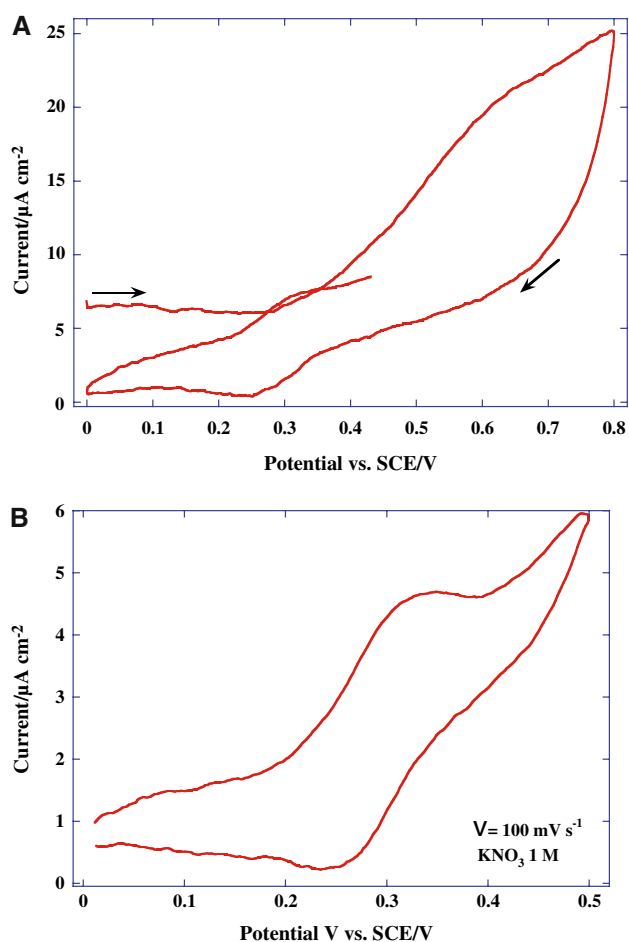 A
25
20
15
10
5
0
Current/µA cm⁻²
0 0.1 0.2 0.3 0.4 0.5 0.6 0.7 0.8
Potential vs. SCE/V
B
6
5
4
3
2
1
0
Current/µA cm⁻²
V= 100 mV s⁻¹
KNO₃ 1 M
0 0.1 0.2 0.3 0.4 0.5
Potential V vs. SCE/V